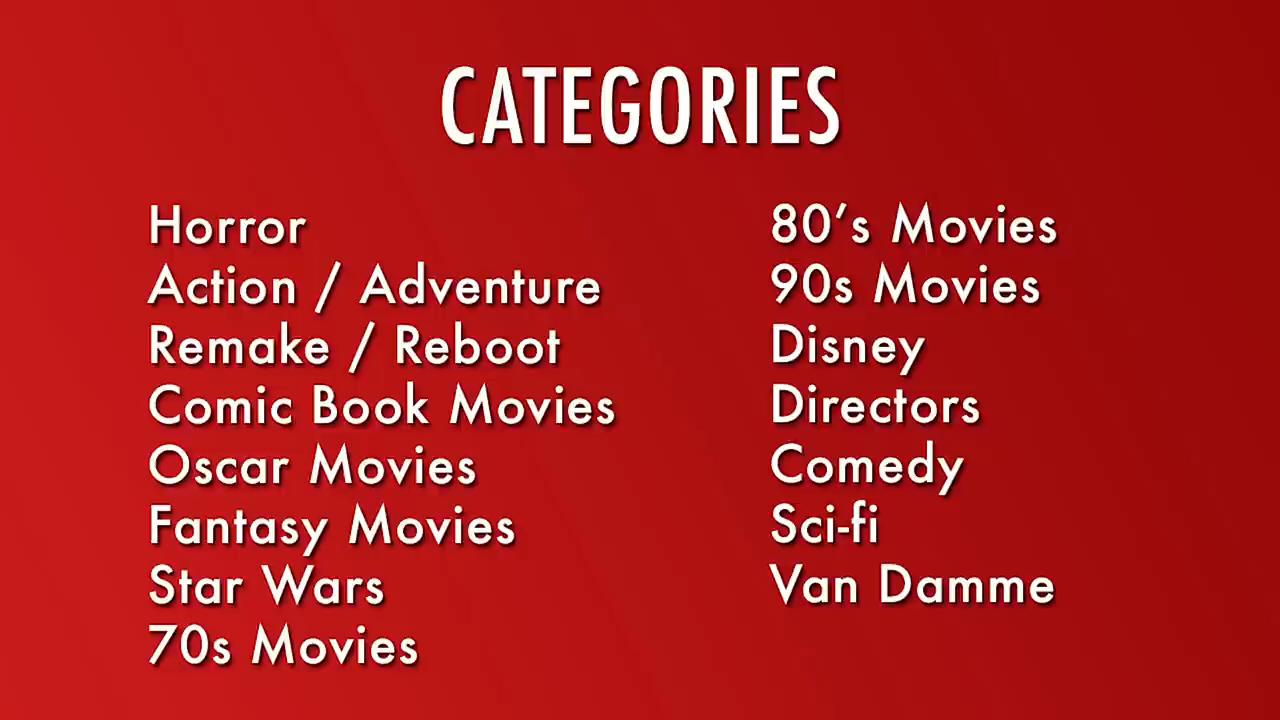 CATEGORIES
Horror
Action / Adventure
Remake / Reboot
Comic Book Movies
Oscar Movies
Fantasy Movies
Star Wars
70s Movies
80’s Movies
90s Movies
Disney
Directors
Comedy
Sci-fi
Van Damme